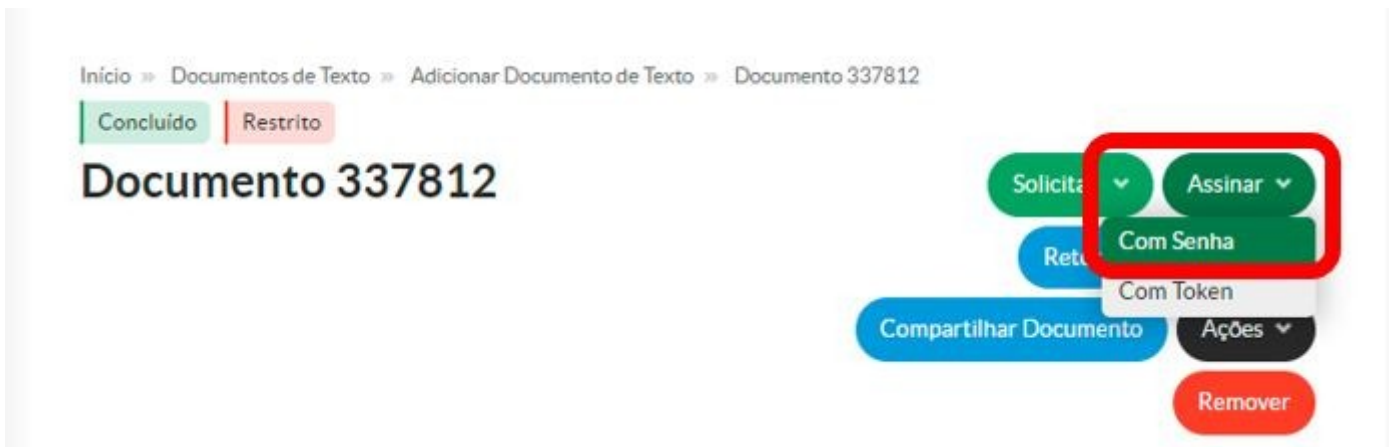 Início » Documentos de Texto » Adicionar Documento de Texto » Documento 337812
Concluído Restrito
Documento 337812
Assinar
Com Senha
Com Token
Compartilhar Documento Ações
Remover